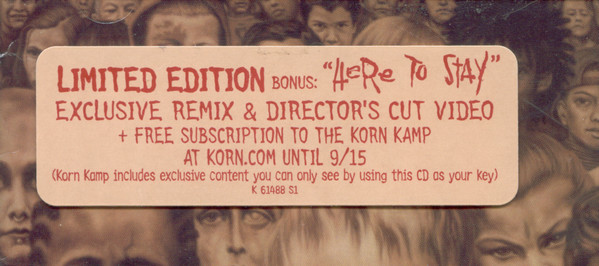 LIMITED EDITION BONUS: "HeRe To StAY"
EXCLUSIVE REMIX & DIRECTOR'S CUT VIDEO
+ FREE SUBSCRIPTION TO THE KORN KAMP
AT KORN.COM UNTIL 9/15
(Korn Kamp includes exclusive content you can only see by using this CD as your Key)
K 61488 S1